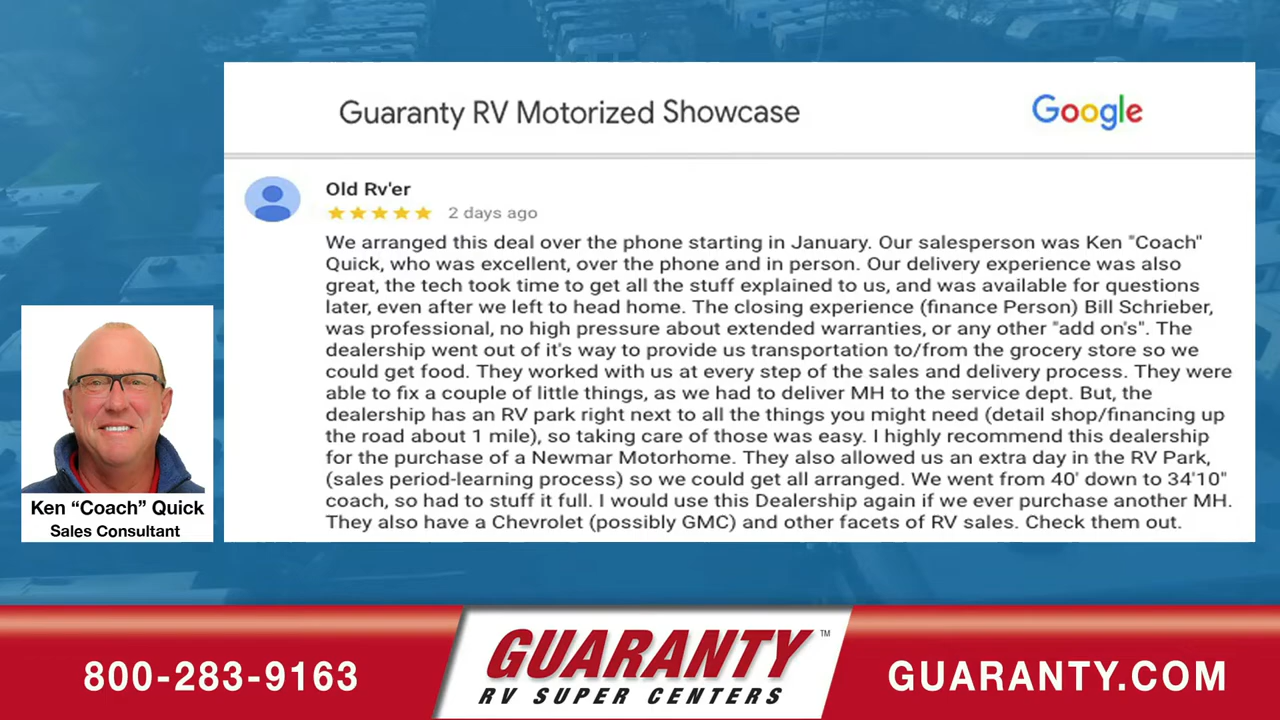 Guaranty RV Motorized Showcase
Google
Old Rv'er
2 days ago
We arranged this deal over the phone starting in January. Our salesperson was Ken "Coach"
Quick, who was excellent, over the phone and in person. Our delivery experience was also
great, the tech took time to get all the stuff explained to us, and was available for questions
later, even after we left to head home. The closing experience (finance Person) Bill Schrieber,
was professional, no high pressure about extended warranties, or any other "add on's". The
dealership went out of it's way to provide us transportation to/from the grocery store so we
could get food. They worked with us at every step of the sales and delivery process. They were
able to fix a couple of little things, as we had to deliver MH to the service dept. But, the
dealership has an RV park right next to all the things you might need (detail shop/financing up
the road about 1 mile), so taking care of those was easy. I highly recommend this dealership
for the purchase of a Newmar Motorhome. They also allowed us an extra day in the RV Park,
(sales period-learning process) so we could get all arranged. We went from 40' down to 34'10"
coach, so had to stuff it full. I would use this Dealership again if we ever purchase another MH.
They also have a Chevrolet (possibly GMC) and other facets of RV sales. Check them out.
Ken “Coach” Quick
Sales Consultant
800-283-9163
GUARANTY™
RV SUPER CENTERS
GUARANTY.COM